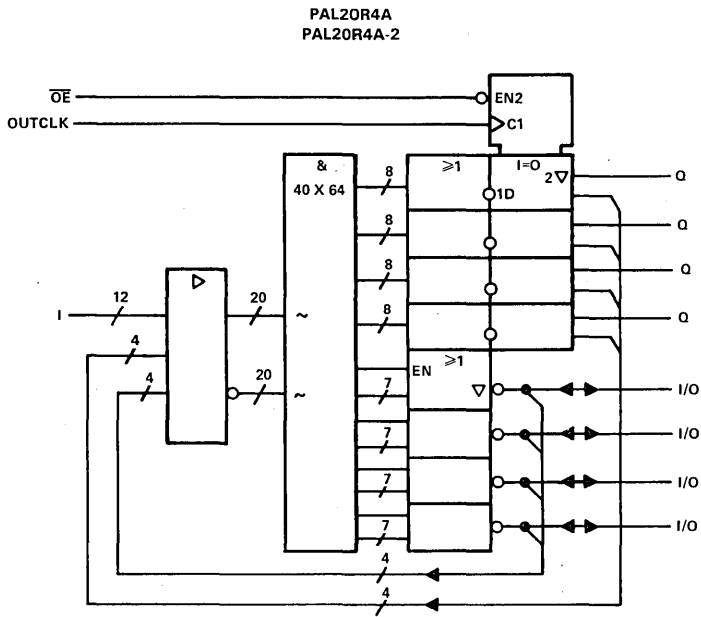 PAL20R4A
PAL20R4A-2
OE
EN2
OUTCLK
C1
&
40 X 64
≥1
I=O
2 ▽
Q
8
1D
8
Q
8
Q
8
Q
▷
I
12
20
~
4
4
20
~
≥1
EN
▽
7
I/O
7
I/O
7
I/O
7
I/O
4
4